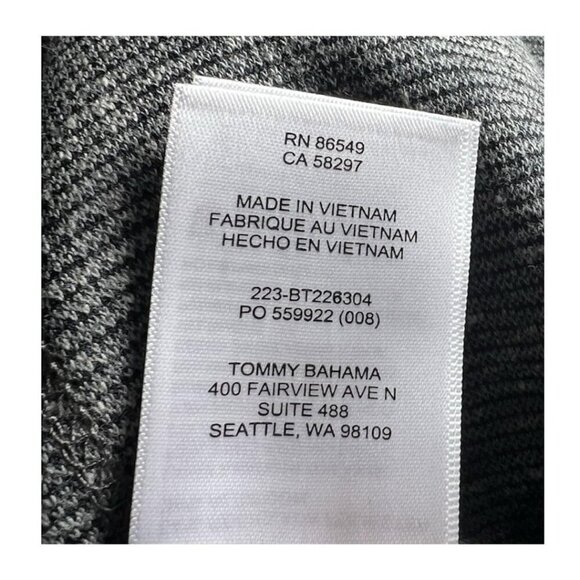 RN 86549
CA 58297
MADE IN VIETNAM
FABRIQUE AU VIETNAM
HECHO EN VIETNAM
223-BT226304
PO 559922 (008)
TOMMY BAHAMA
400 FAIRVIEW AVE N
SUITE 488
SEATTLE, WA 98109